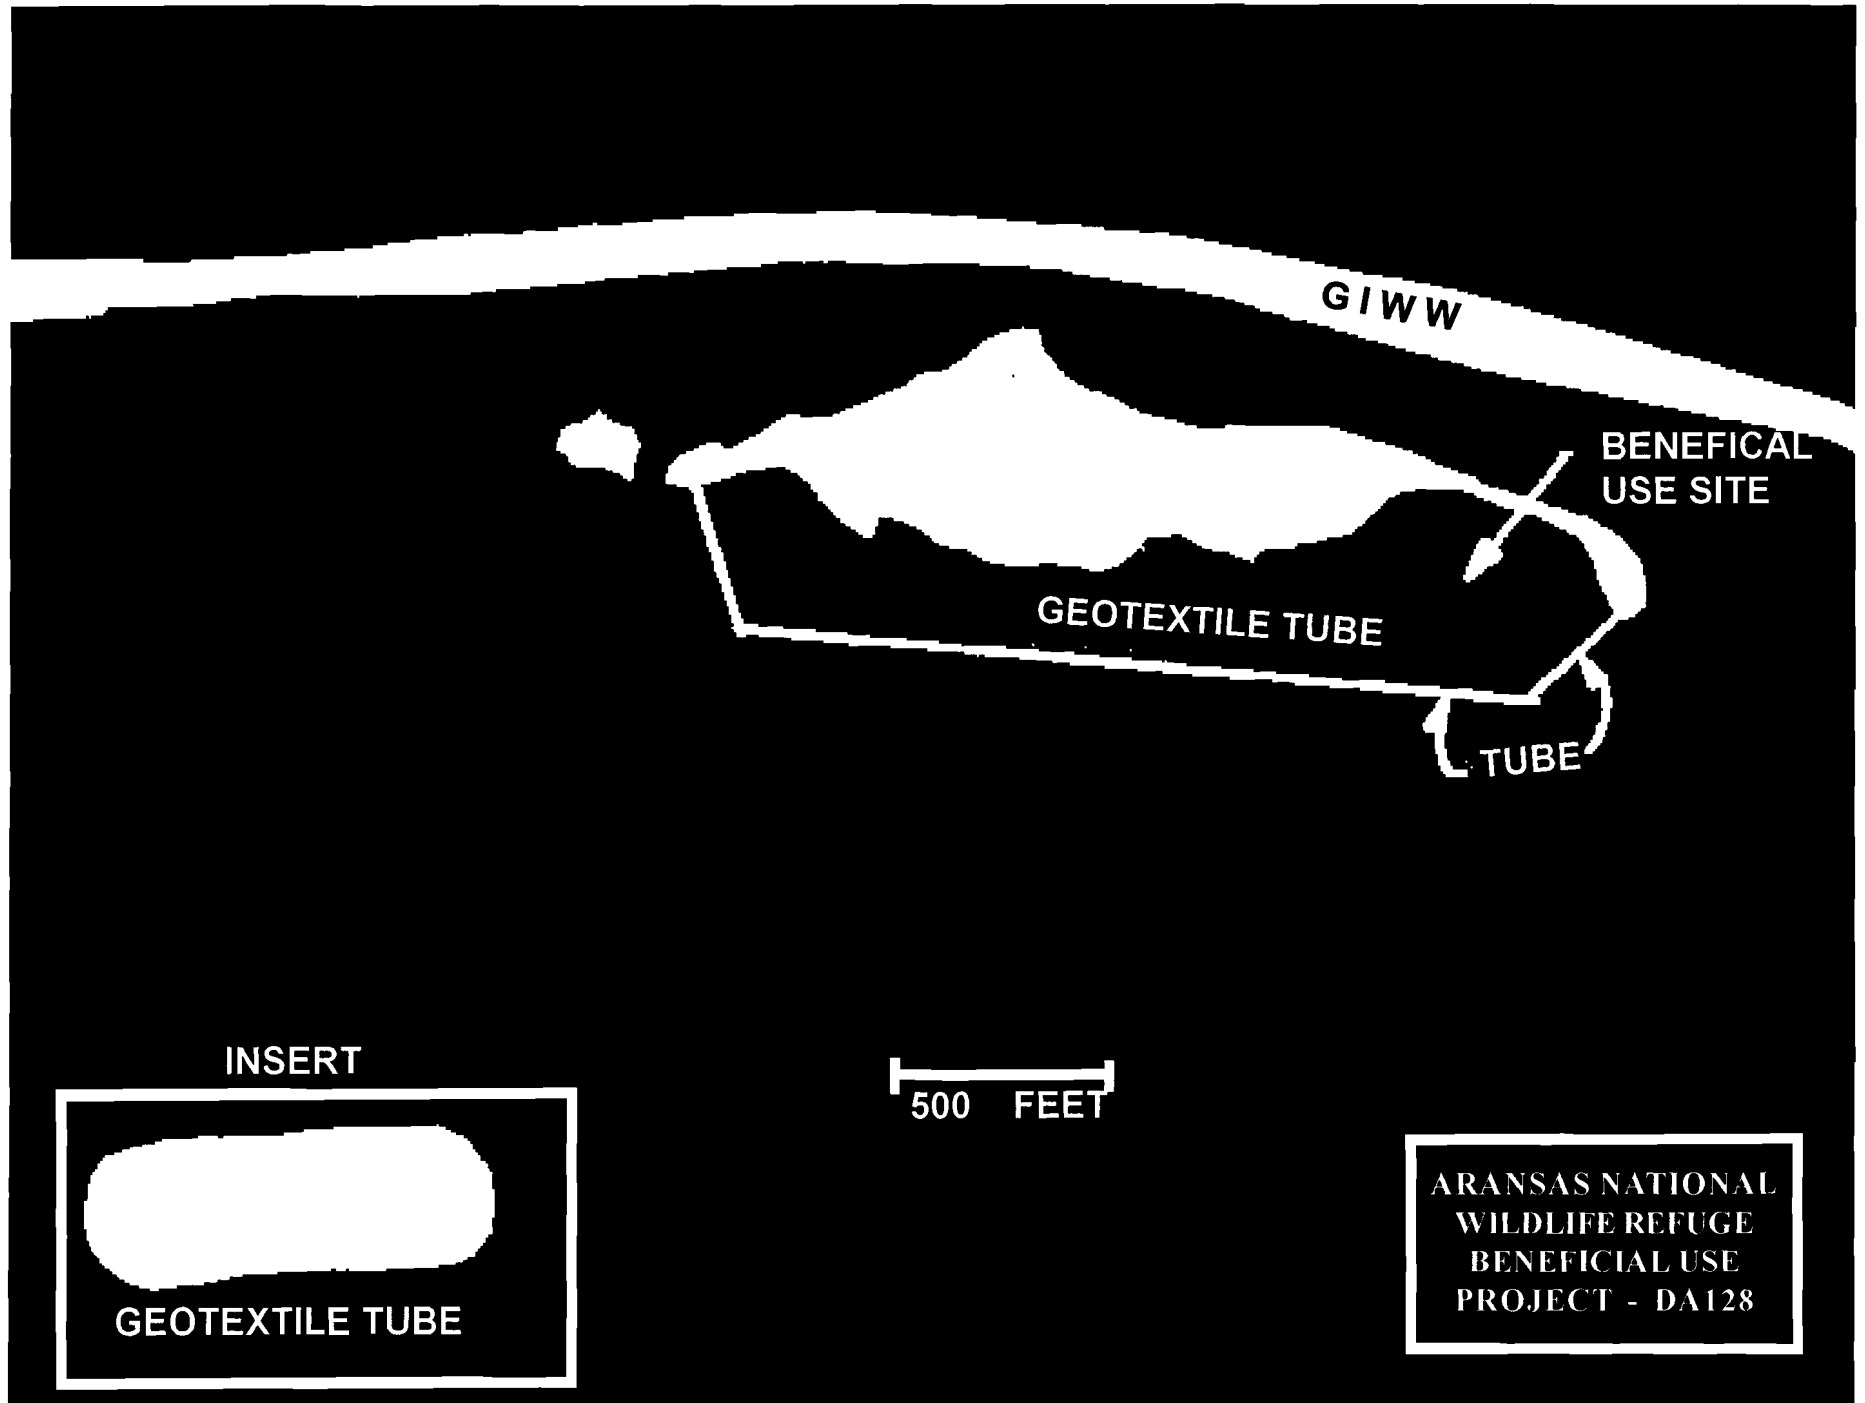 GIWW
BENEFICAL
USE SITE
GEOTEXTILE TUBE
TUBE
INSERT
GEOTEXTILE TUBE
500 FEET
ARANSAS NATIONAL
WILDLIFE REFUGE
BENEFICIAL USE
PROJECT - DA128